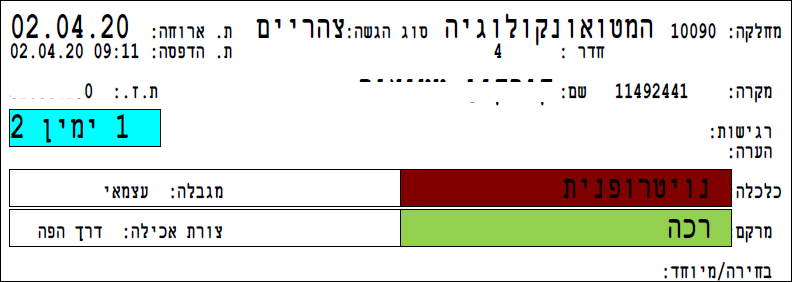 מחלקה: 10090 המטואונקולוגיה סוג הגשה: צהריים ת. ארוחה: 02.04.20
חדר : 4 ת. הדפסה: 02.04.20 09:11
מקרה: 11492441 שם: ת.ז.: 0
רגישות: 1 ימין 2
הערה:
כלכלה: נויטרופנית מגבלה: עצמאי
מרקם: רכה צורת אכילה: דרך הפה
בחירה/מיוחד: